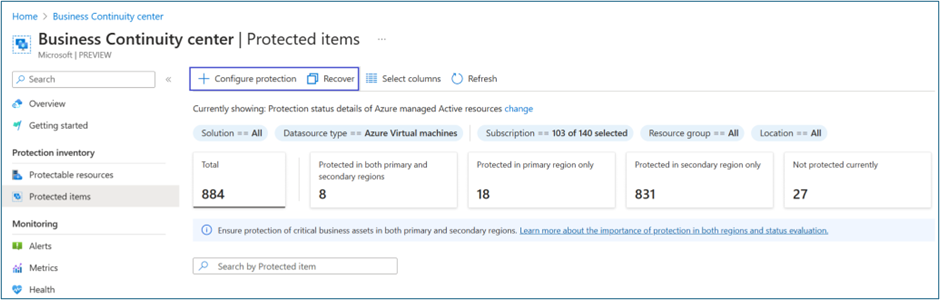 Home > Business Continuity center
Business Continuity center | Protected items ...
Microsoft | PREVIEW
Search
Overview
Getting started
Protection inventory
Protectable resources
Protected items
Monitoring
Alerts
Metrics
Health
+ Configure protection Recover Select columns Refresh
Currently showing: Protection status details of Azure managed Active resources change
Solution == All Datasource type == Azure Virtual machines Subscription == 103 of 140 selected Resource group == All Location == All
Total
884
Protected in both primary and
secondary regions
8
Protected in primary region only
18
Protected in secondary region only
831
Not protected currently
27
Ensure protection of critical business assets in both primary and secondary regions. Learn more about the importance of protection in both regions and status evaluation.
Search by Protected item